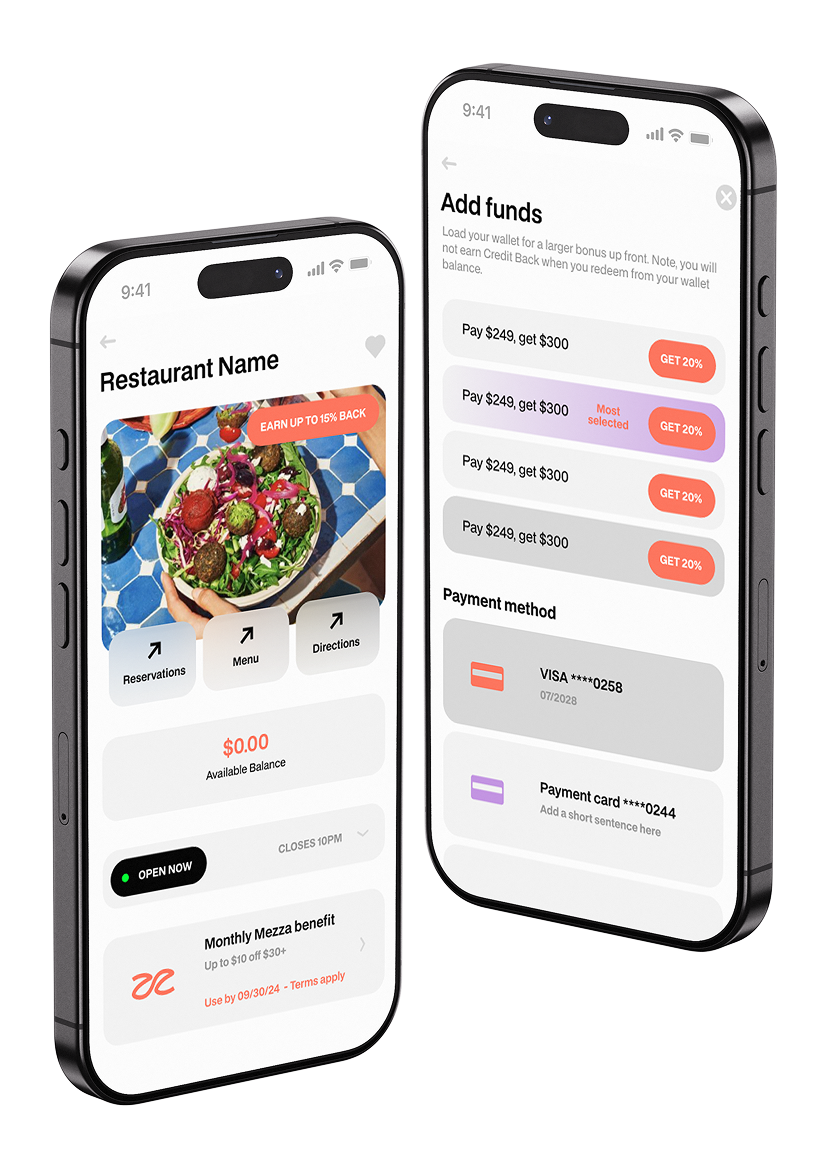 9:41
Restaurant Name
EARN UP TO 15% BACK
Reservations
Menu
Directions
$0.00
Available Balance
OPEN NOW
CLOSES 10PM
Monthly Mezza benefit
Up to $10 off $30+
Use by 09/30/24 - Terms apply
9:41
Add funds
Load your wallet for a larger bonus up front. Note, you will
not earn Credit Back when you redeem from your wallet
balance.
Pay $249, get $300
GET 20%
Pay $249, get $300
Most
selected
GET 20%
Pay $249, get $300
GET 20%
Pay $249, get $300
GET 20%
Payment method
VISA ****0258
07/2028
Payment card ****0244
Add a short sentence here